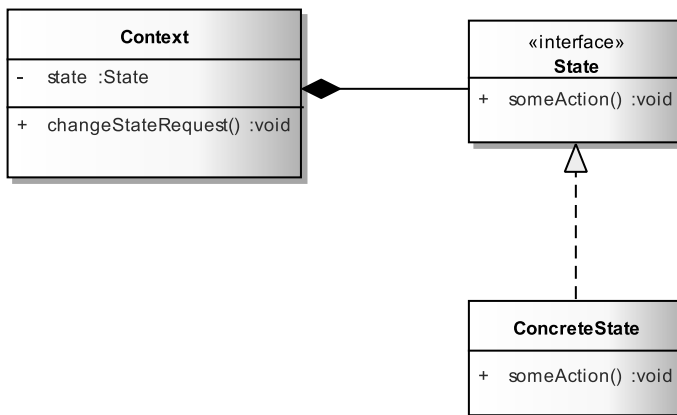 Context
- state :State
+ changeStateRequest() :void
«interface»
State
+ someAction() :void
ConcreteState
+ someAction() :void